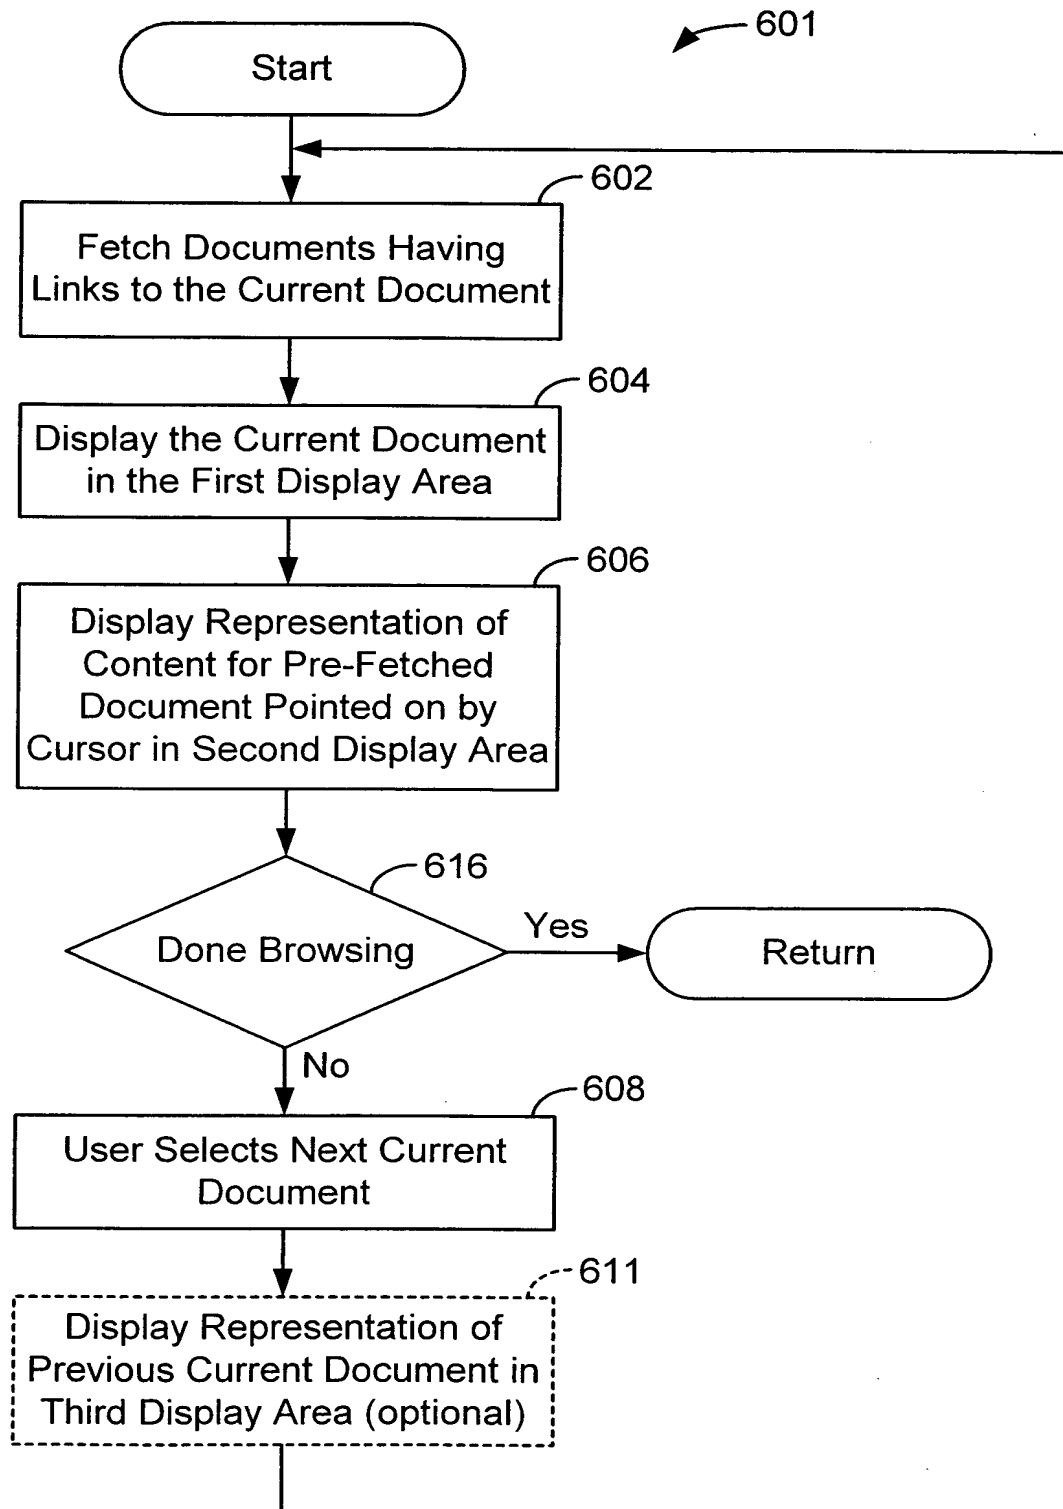 601
Start
602
Fetch Documents Having
Links to the Current Document
604
Display the Current Document
in the First Display Area
606
Display Representation of
Content for Pre-Fetched
Document Pointed on by
Cursor in Second Display Area
616
Done Browsing
Yes
Return
No
608
User Selects Next Current
Document
611
Display Representation of
Previous Current Document in
Third Display Area (optional)